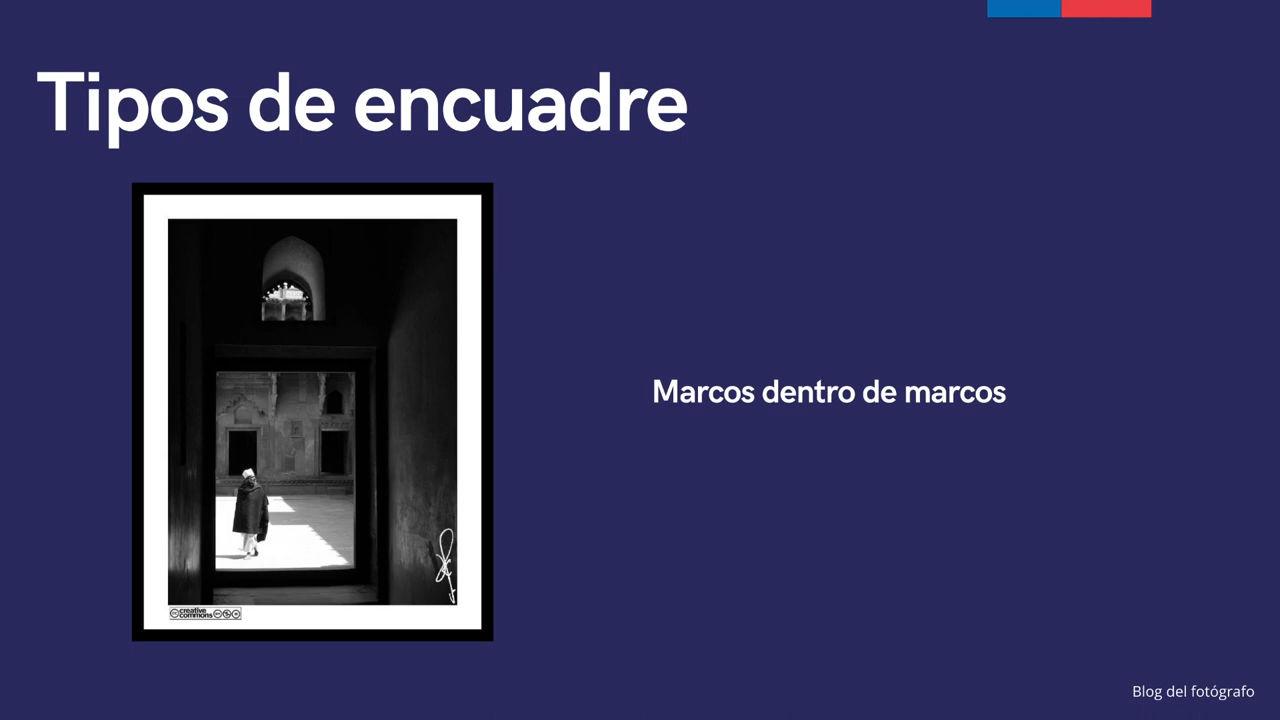 Tipos de encuadre
Marcos dentro de marcos
creative
commons
Blog del fotógrafo